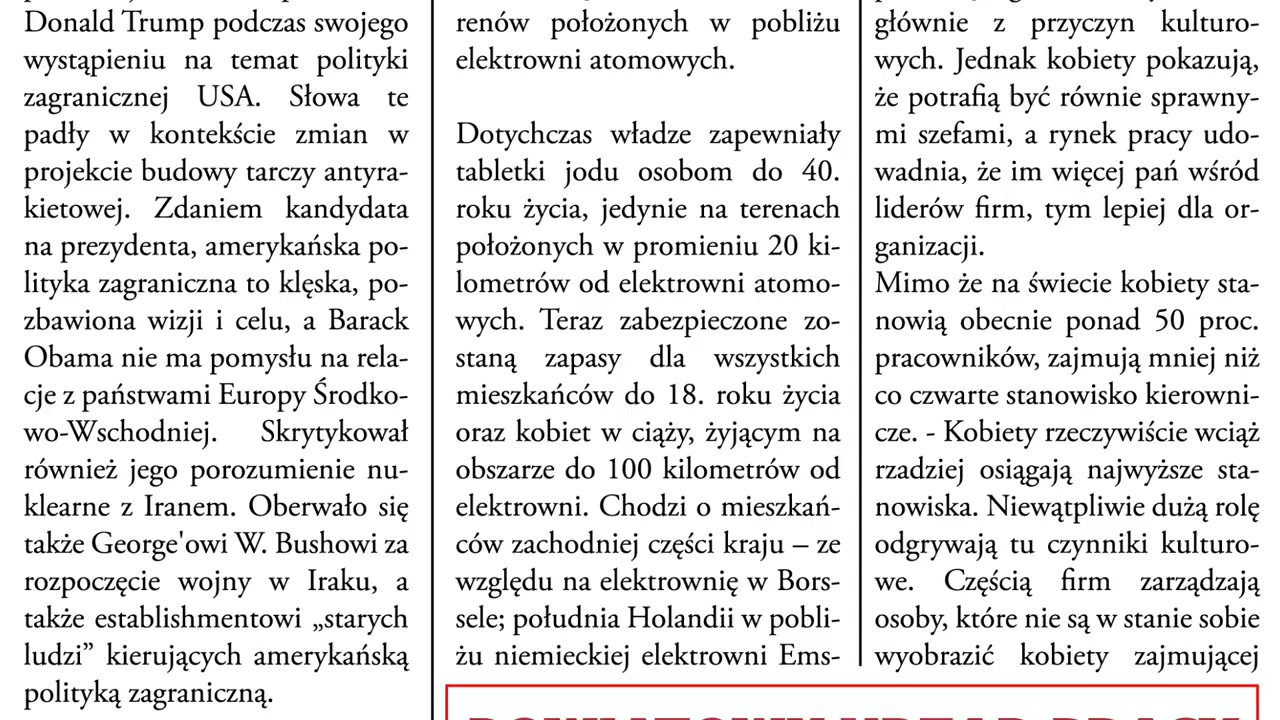 Donald Trump podczas swojego
wystąpieniu na temat polityki
zagranicznej USA. Słowa te
padły w kontekście zmian w
projekcie budowy tarczy antyra-
kietowej. Zdaniem kandydata
na prezydenta, amerykańska po-
lityka zagraniczna to klęska, po-
zbawiona wizji i celu, a Barack
Obama nie ma pomysłu na rela-
cje z państwami Europy Środko-
wo-Wschodniej. Skrytykował
również jego porozumienie nu-
klearne z Iranem. Oberwało się
także George'owi W. Bushowi za
rozpoczęcie wojny w Iraku, a
także establishmentowi „starych
ludzi” kierujących amerykańską
polityką zagraniczną.
renów położonych w pobliżu
elektrowni atomowych.
Dotychczas władze zapewniały
tabletki jodu osobom do 40.
roku życia, jedynie na terenach
położonych w promieniu 20 ki-
lometrów od elektrowni atomo-
wych. Teraz zabezpieczone zo-
staną zapasy dla wszystkich
mieszkańców do 18. roku życia
oraz kobiet w ciąży, żyjącym na
obszarze do 100 kilometrów od
elektrowni. Chodzi o mieszkań-
ców zachodniej części kraju – ze
względu na elektrownię w Bors-
sele; południa Holandii w pobli-
żu niemieckiej elektrowni Ems-
głównie z przyczyn kulturo-
wych. Jednak kobiety pokazują,
że potrafią być równie sprawny-
mi szefami, a rynek pracy udo-
wadnia, że im więcej pań wśród
liderów firm, tym lepiej dla or-
ganizacji.
Mimo że na świecie kobiety sta-
nowią obecnie ponad 50 proc.
pracowników, zajmują mniej niż
co czwarte stanowisko kierowni-
cze. - Kobiety rzeczywiście wciąż
rzadziej osiągają najwyższe sta-
nowiska. Niewątpliwie dużą rolę
odgrywają tu czynniki kulturo-
we. Częścią firm zarządzają
osoby, które nie są w stanie sobie
wyobrazić kobiety zajmującej
POWIATOWY URZĄD PRACY